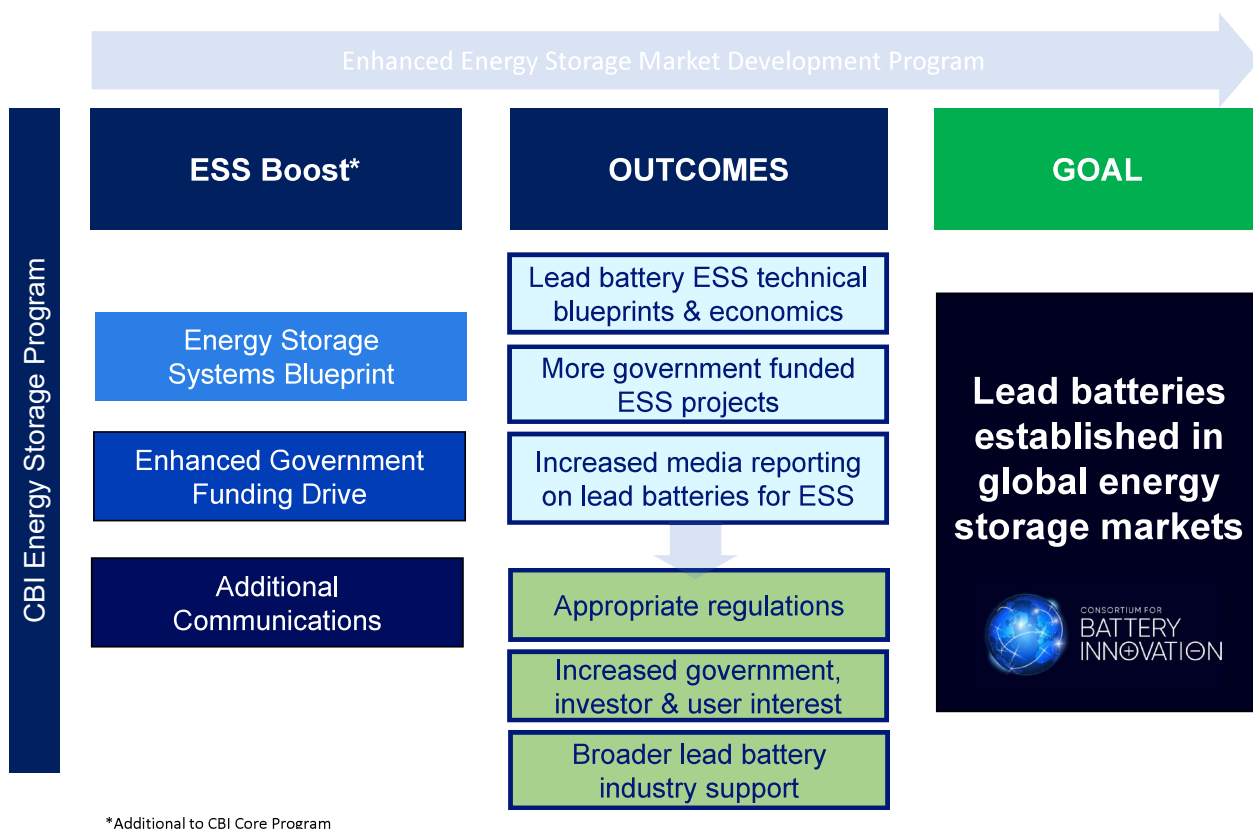 Enhanced Energy Storage Market Development Program
CBI Energy Storage Program
ESS Boost*
Energy Storage
Systems Blueprint
Enhanced Government
Funding Drive
Additional
Communications
OUTCOMES
Lead battery ESS technical
blueprints & economics
More government funded
ESS projects
Increased media reporting
on lead batteries for ESS
Appropriate regulations
Increased government,
investor & user interest
Broader lead battery
industry support
GOAL
Lead batteries
established in
global energy
storage markets
CONSORTIUM FOR
BATTERY
INNOVATION
*Additional to CBI Core Program